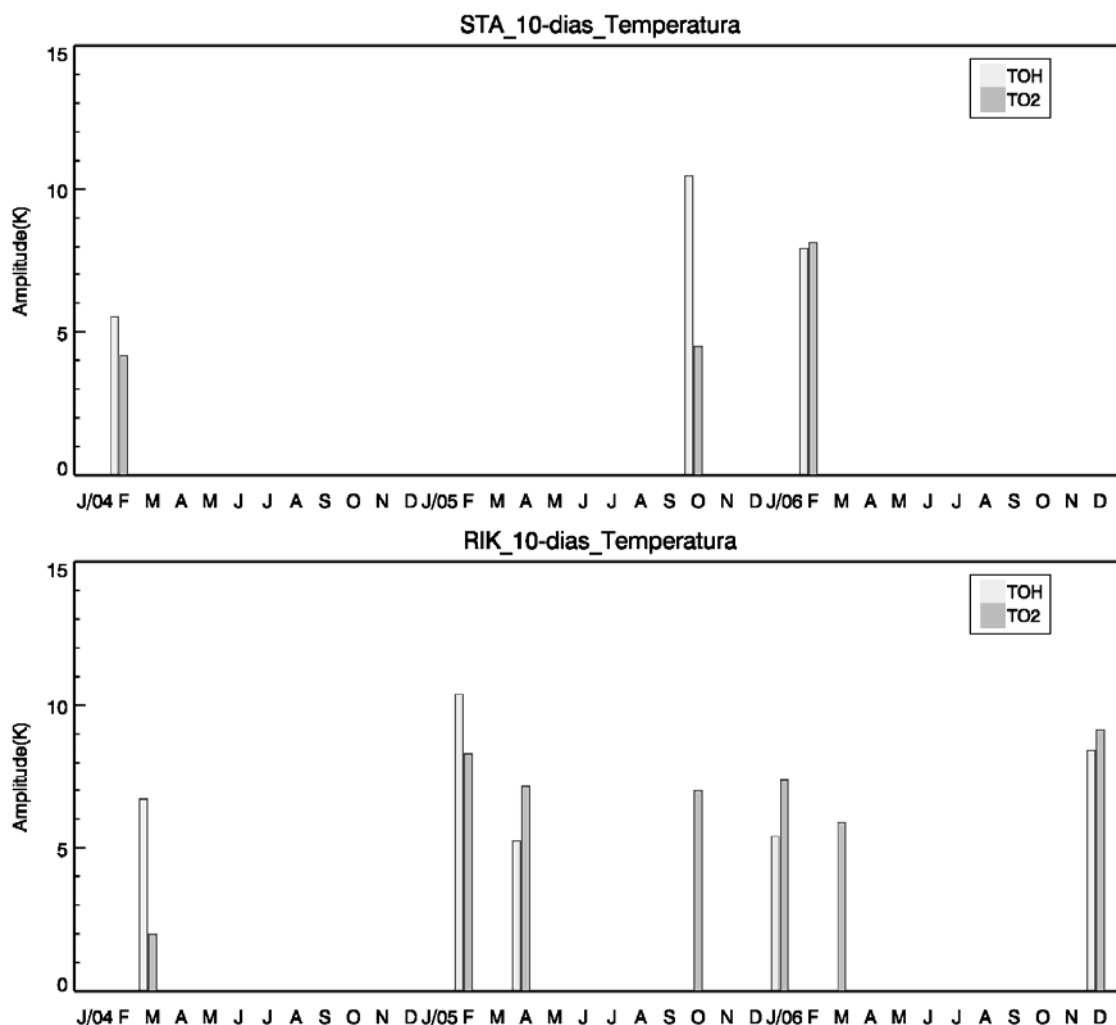 STA_10-dias_Temperatura
15
10
5
0
Amplitude(K)
TOH
TO2
J/04 F M A M J J A S O N D J/05 F M A M J J A S O N D J/06 F M A M J J A S O N D
RIK_10-dias_Temperatura
15
10
5
0
Amplitude(K)
TOH
TO2
J/04 F M A M J J A S O N D J/05 F M A M J J A S O N D J/06 F M A M J J A S O N D